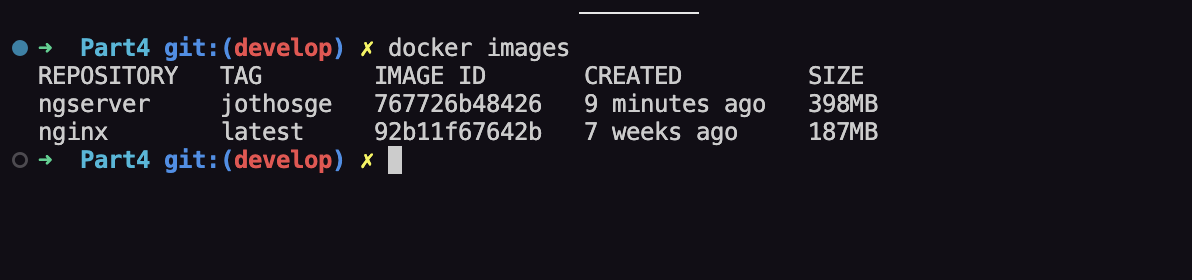 ➜  Part4 git:(develop) ✗ docker images
REPOSITORY   TAG        IMAGE ID       CREATED         SIZE
ngserver     jothosge   767726b48426   9 minutes ago   398MB
nginx        latest     92b11f67642b   7 weeks ago     187MB
➜  Part4 git:(develop) ✗